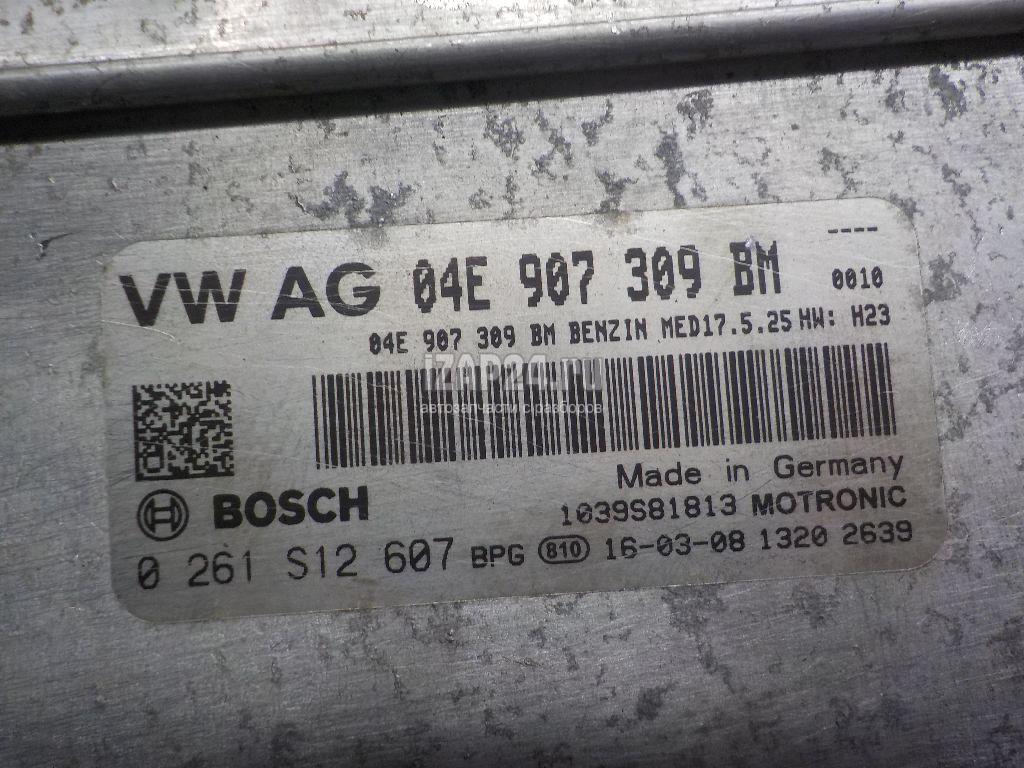 ----
VW AG 04E 907 309 BM 0010
04E 907 309 BM BENZIN MED17.5.25 HW: H23
iZAP24.ru
автозапчасти с разборов
Made in Germany
BOSCH 1039S81813 MOTRONIC
0 261 S12 607 BPG 810 16-03-08 1320 2639